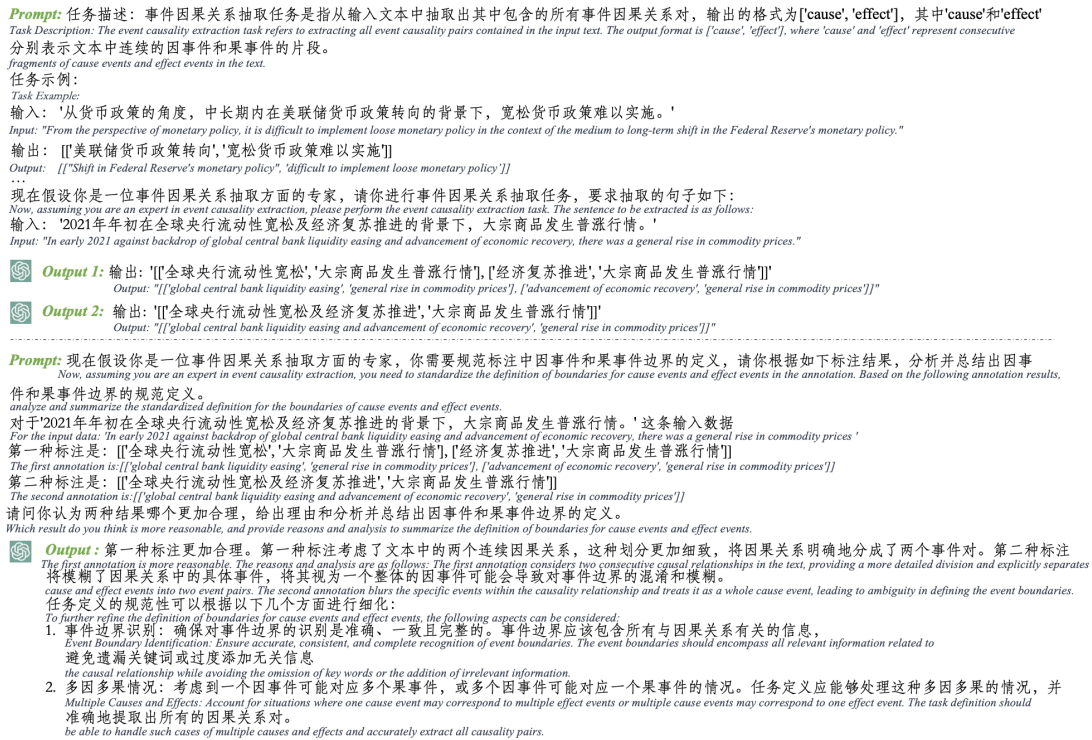 Prompt: 任务描述：事件因果关系抽取任务是指从输入文本中抽取出其中包含的所有事件因果关系对，输出的格式为['cause', 'effect']，其中'cause'和'effect'
Task Description: The event causality extraction task refers to extracting all event causality pairs contained in the input text. The output format is ['cause', 'effect'], where 'cause' and 'effect' represent consecutive
分别表示文本中连续的因事件和果事件的片段。
fragments of cause events and effect events in the text.
任务示例：
Task Example:
输入：'从货币政策的角度，中长期内在美联储货币政策转向的背景下，宽松货币政策难以实施。'
Input: "From the perspective of monetary policy, it is difficult to implement loose monetary policy in the context of the medium to long-term shift in the Federal Reserve's monetary policy."
输出：[['美联储货币政策转向','宽松货币政策难以实施']]
Output: [["Shift in Federal Reserve's monetary policy", 'difficult to implement loose monetary policy`]]
...
现在假设你是一位事件因果关系抽取方面的专家，请你进行事件因果关系抽取任务，要求抽取的句子如下：
Now, assuming you are an expert in event causality extraction, please perform the event causality extraction task. The sentence to be extracted is as follows:
输入：'2021年年初在全球央行流动性宽松及经济复苏推进的背景下，大宗商品发生普涨行情。'
Input: "In early 2021 against backdrop of global central bank liquidity easing and advancement of economic recovery, there was a general rise in commodity prices."
Output 1: 输出：'[['全球央行流动性宽松','大宗商品发生普涨行情'], ['经济复苏推进','大宗商品发生普涨行情']]'
Output: "[['global central bank liquidity easing', 'general rise in commodity prices'], ['advancement of economic recovery', 'general rise in commodity prices']]"
Output 2: 输出：'[['全球央行流动性宽松及经济复苏推进','大宗商品发生普涨行情']]'
Output: "[['global central bank liquidity easing and advancement of economic recovery', 'general rise in commodity prices']]"
Prompt: 现在假设你是一位事件因果关系抽取方面的专家，你需要规范标注中因事件和果事件边界的定义，请你根据如下标注结果，分析并总结出因事
Now, assuming you are an expert in event causality extraction, you need to standardize the definition of boundaries for cause events and effect events in the annotation. Based on the following annotation results,
件和果事件边界的规范定义。
analyze and summarize the standardized definition for the boundaries of cause events and effect events.
对于'2021年年初在全球央行流动性宽松及经济复苏推进的背景下，大宗商品发生普涨行情。' 这条输入数据
For the input data: 'In early 2021 against backdrop of global central bank liquidity easing and advancement of economic recovery, there was a general rise in commodity prices '
第一种标注是：[['全球央行流动性宽松','大宗商品发生普涨行情'], ['经济复苏推进','大宗商品发生普涨行情']]
The first annotation is:[['global central bank liquidity easing', 'general rise in commodity prices'], ['advancement of economic recovery', 'general rise in commodity prices']]
第二种标注是：[['全球央行流动性宽松及经济复苏推进','大宗商品发生普涨行情']]
The second annotation is:[['global central bank liquidity easing and advancement of economic recovery', 'general rise in commodity prices']]
请问你认为两种结果哪个更加合理，给出理由和分析并总结出因事件和果事件边界的定义。
Which result do you think is more reasonable, and provide reasons and analysis to summarize the definition of boundaries for cause events and effect events.
Output : 第一种标注更加合理。第一种标注考虑了文本中的两个连续因果关系，这种划分更加细致，将因果关系明确地分成了两个事件对。第二种标注
The first annotation is more reasonable. The reasons and analysis are as follows: The first annotation considers two consecutive causal relationships in the text, providing a more detailed division and explicitly separates
将模糊了因果关系中的具体事件，将其视为一个整体的因事件可能会导致对事件边界的混淆和模糊。
cause and effect events into two event pairs. The second annotation blurs the specific events within the causality relationship and treats it as a whole cause event, leading to ambiguity in defining the event boundaries.
任务定义的规范性可以根据以下几个方面进行细化：
To further refine the definition of boundaries for cause events and effect events, the following aspects can be considered:
1. 事件边界识别：确保对事件边界的识别是准确、一致且完整的。事件边界应该包含所有与因果关系有关的信息，
Event Boundary Identification: Ensure accurate, consistent, and complete recognition of event boundaries. The event boundaries should encompass all relevant information related to
避免遗漏关键词或过度添加无关信息
the causal relationship while avoiding the omission of key words or the addition of irrelevant information.
2. 多因多果情况：考虑到一个因事件可能对应多个果事件，或多个因事件可能对应一个果事件的情况。任务定义应能够处理这种多因多果的情况，并
Multiple Causes and Effects: Account for situations where one cause event may correspond to multiple effect events or multiple cause events may correspond to one effect event. The task definition should
准确地提取出所有的因果关系对。
be able to handle such cases of multiple causes and effects and accurately extract all causality pairs.